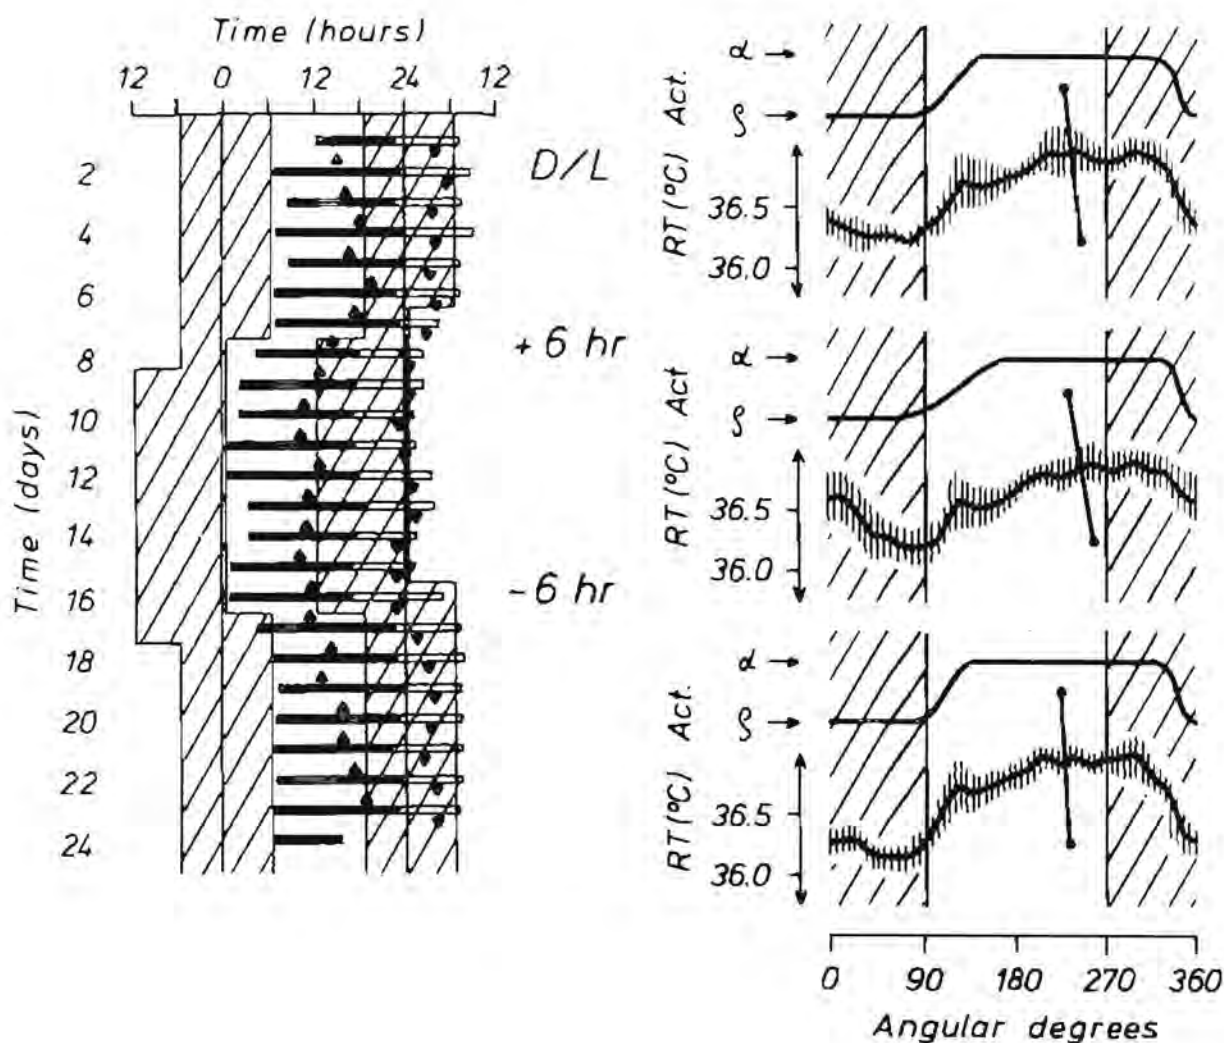 Time (hours)
12 0 12 24 12
D/L
+6 hr
-6 hr
Time (days)
2
4
6
8
10
12
14
16
18
20
22
24
RT (°C) Act.
α →
ρ →
36.5
36.0
RT (°C) Act
α →
ρ →
36.5
36.0
RT (°C) Act.
α →
ρ →
36.5
36.0
0 90 180 270 360
Angular degrees